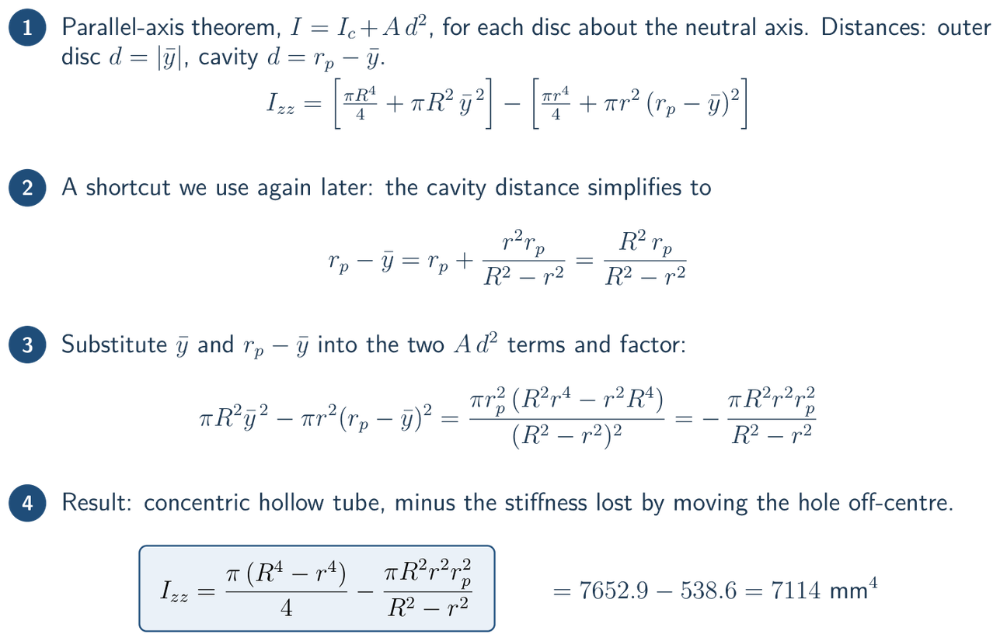 1 Parallel-axis theorem, $I = I_c + A\,d^2$, for each disc about the neutral axis. Distances: outer
disc $d = |\bar{y}|$, cavity $d = r_p - \bar{y}$.
$I_{zz} = \left[\frac{\pi R^4}{4} + \pi R^2\,\bar{y}^{\,2}\right] - \left[\frac{\pi r^4}{4} + \pi r^2\,(r_p - \bar{y})^2\right]$
2 A shortcut we use again later: the cavity distance simplifies to
$r_p - \bar{y} = r_p + \frac{r^2 r_p}{R^2 - r^2} = \frac{R^2\,r_p}{R^2 - r^2}$
3 Substitute $\bar{y}$ and $r_p - \bar{y}$ into the two $A\,d^2$ terms and factor:
$\pi R^2 \bar{y}^{\,2} - \pi r^2 (r_p - \bar{y})^2 = \frac{\pi r_p^2\,(R^2 r^4 - r^2 R^4)}{(R^2 - r^2)^2} = -\frac{\pi R^2 r^2 r_p^2}{R^2 - r^2}$
4 Result: concentric hollow tube, minus the stiffness lost by moving the hole off-centre.
$I_{zz} = \frac{\pi\,(R^4 - r^4)}{4} - \frac{\pi R^2 r^2 r_p^2}{R^2 - r^2}$ $= 7652.9 - 538.6 = 7114$ mm$^4$